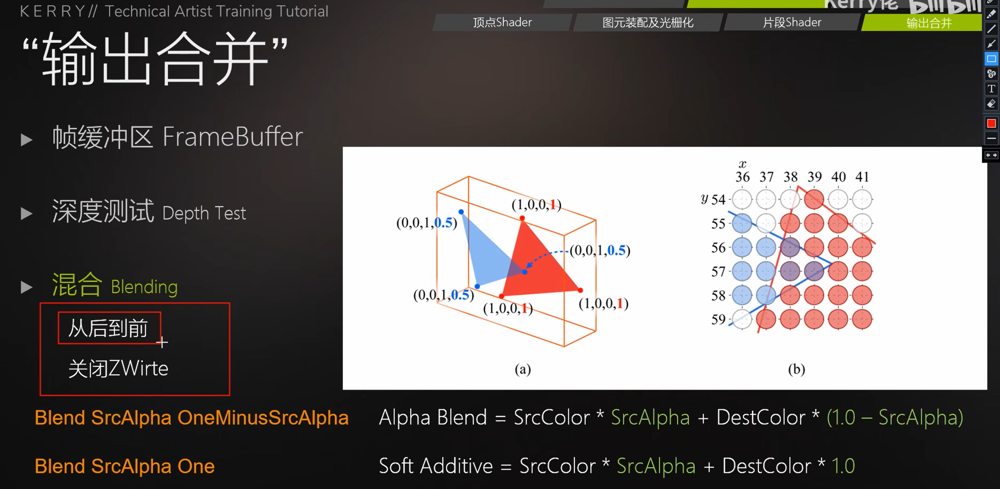 KERRY// Technical Artist Training Tutorial
Kerry佬 bilibili
顶点Shader
图元装配及光栅化
片段Shader
输出合并
“输出合并”
帧缓冲区 FrameBuffer
深度测试 Depth Test
混合 Blending
从后到前
关闭ZWirte
(1,0,0,1)
(0,0,1,0.5)
(0,0,1,0.5)
(0,0,1,0.5)
(1,0,0,1)
(1,0,0,1)
(a)
x
36 37 38 39 40 41
y 54
55
56
57
58
59
(b)
Blend SrcAlpha OneMinusSrcAlpha
Alpha Blend = SrcColor * SrcAlpha + DestColor * (1.0 – SrcAlpha)
Blend SrcAlpha One
Soft Additive = SrcColor * SrcAlpha + DestColor * 1.0